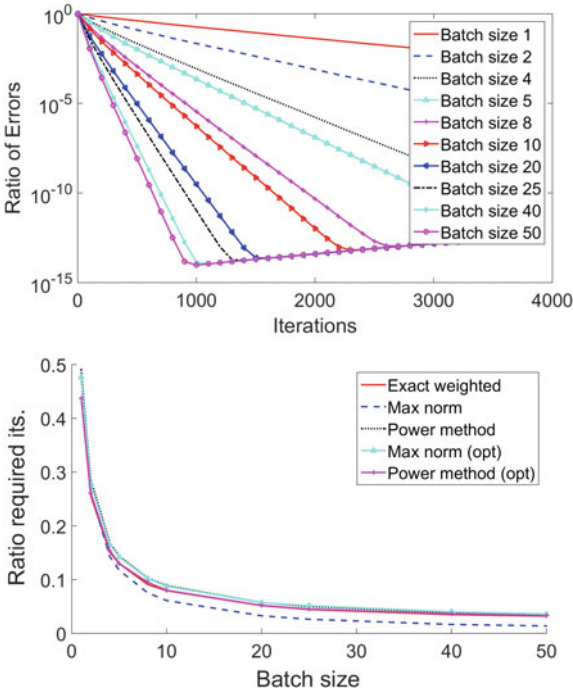 10^0
10^-5
10^-10
10^-15
Ratio of Errors
0
1000
2000
3000
4000
Iterations
Batch size 1
Batch size 2
Batch size 4
Batch size 5
Batch size 8
Batch size 10
Batch size 20
Batch size 25
Batch size 40
Batch size 50
0.5
0.4
0.3
0.2
0.1
0
Ratio required its.
0
10
20
30
40
50
Batch size
Exact weighted
Max norm
Power method
Max norm (opt)
Power method (opt)